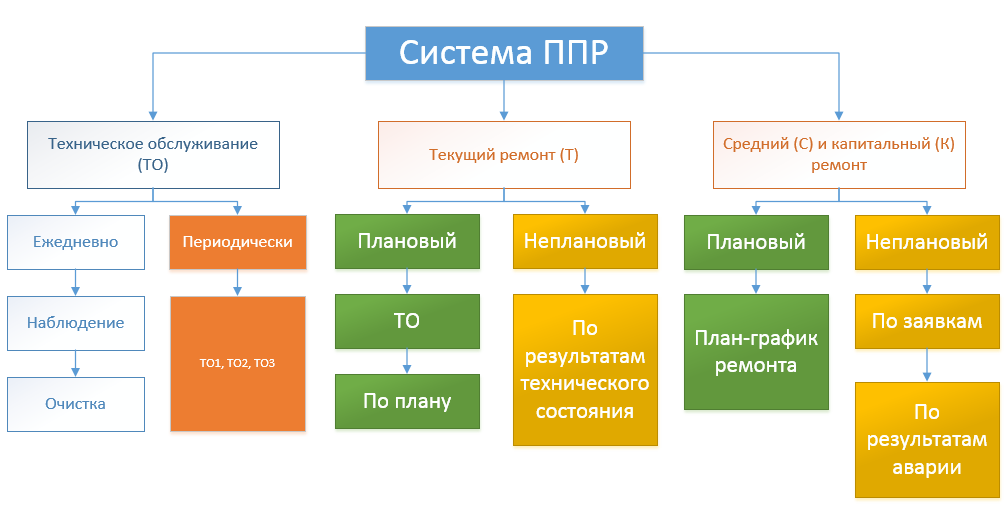 Система ППР
Техническое обслуживание
(ТО)
Текущий ремонт (Т)
Средний (С) и капитальный (К)
ремонт
Ежедневно
Периодически
Плановый
Неплановый
Плановый
Неплановый
Наблюдение
ТО1, ТО2, ТО3
ТО
По
результатам
технического
состояния
План-график
ремонта
По заявкам
Очистка
По плану
По
результатам
аварии